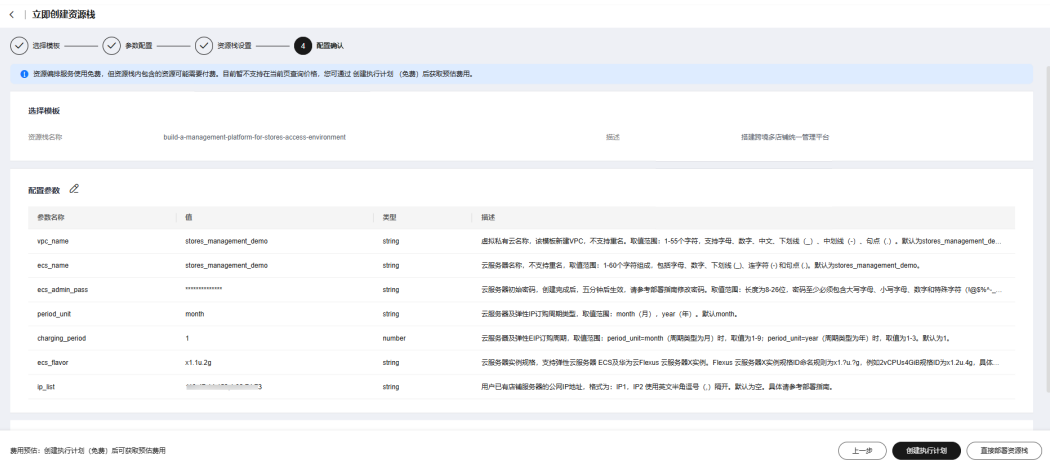 立即创建资源栈
选择模板
参数配置
资源栈设置
4 配置确认
资源编排服务使用免费，但资源栈内包含的资源可能需要付费。目前暂不支持在当前页查询价格，您可通过 创建执行计划 （免费）后获取预估费用。
选择模板
资源栈名称 build-a-management-platform-for-stores-access-environment 描述 搭建跨境多店铺统一管理平台
配置参数
参数名称 值 类型 描述
vpc_name stores_management_demo string 虚拟私有云名称，该模板新建VPC，不支持重名。取值范围：1-55个字符，支持字母、数字、中文、下划线（_）、中划线（-）、句点（.）。默认为stores_management_de...
ecs_name stores_management_demo string 云服务器名称，不支持重名，取值范围：1-60个字符组成，包括字母、数字、下划线 (_)、连字符 (-) 和句点 (.)。默认为stores_management_demo。
ecs_admin_pass ************** string 云服务器初始密码，创建完成后，五分钟后生效，请参考部署指南修改密码。取值范围：长度为8-26位，密码至少必须包含大写字母、小写字母、数字和特殊字符（!@$%^-_...
period_unit month string 云服务器及弹性IP订购周期类型，取值范围：month（月），year（年）。默认month。
charging_period 1 number 云服务器及弹性EIP订购周期，取值范围：period_unit=month（周期类型为月）时，取值为1-9；period_unit=year（周期类型为年）时，取值为1-3。默认为1。
ecs_flavor x1.1u.2g string 云服务器实例规格，支持弹性云服务器 ECS及华为云Flexus 云服务器X实例。Flexus 云服务器X实例规格ID命名规则为x1.?u.?g，例如2vCPUs4GiB规格ID为x1.2u.4g，具体...
ip_list string 用户已有店铺服务器的公网IP地址，格式为：IP1，IP2 使用英文半角逗号（,）隔开。默认为空。具体请参考部署指南。
费用预估：创建执行计划（免费）后可获取预估费用
上一步
创建执行计划
直接部署资源栈